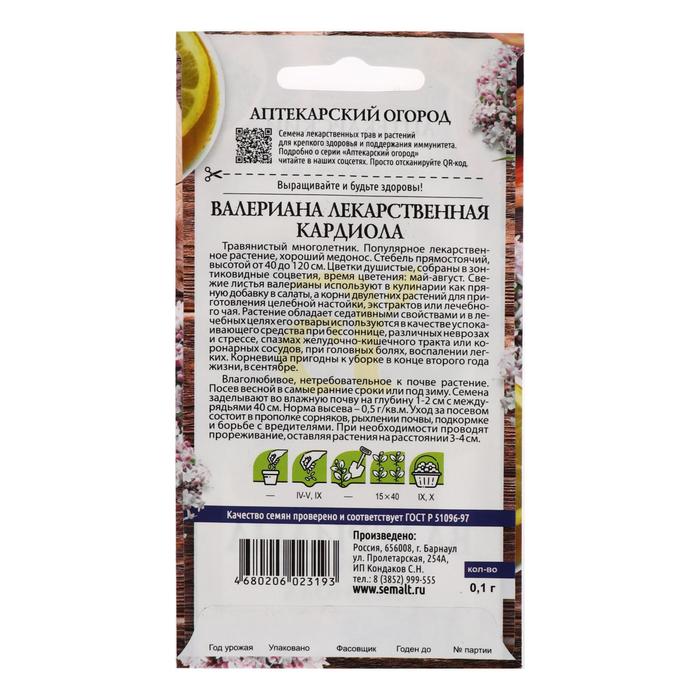 АПТЕКАРСКИЙ ОГОРОД
Семена лекарственных трав и растений
для крепкого здоровья и поддержания иммунитета.
Подробно о серии «Аптекарский огород»
читайте в наших соцсетях. Просто отсканируйте QR-код.
Выращивайте и будьте здоровы!
ВАЛЕРИАНА ЛЕКАРСТВЕННАЯ
КАРДИОЛА
Травянистый многолетник. Популярное лекарствен-
ное растение, хороший медонос. Стебель прямостоячий,
высотой от 40 до 120 см. Цветки душистые, собраны в зон-
тиковидные соцветия, время цветения: май-август. Све-
жие листья валерианы используют в кулинарии как пря-
ную добавку в салаты, а корни двулетних растений для при-
готовления целебной настойки, экстрактов или лечебно-
го чая. Растение обладает седативными свойствами и в ле-
чебных целях его отвары используются в качестве успока-
ивающего средства при бессоннице, различных неврозах
и стрессе, спазмах желудочно-кишечного тракта или ко-
ронарных сосудов, при головных болях, воспалении лег-
ких. Корневища пригодны к уборке в конце второго года
жизни, в сентябре.
Влаголюбивое, нетребовательное к почве растение.
Посев весной в самые ранние сроки или под зиму. Семена
заделывают во влажную почву на глубину 1-2 см с между-
рядьями 40 см. Норма высева – 0,5 г/кв.м. Уход за посевом
состоит в прополке сорняков, рыхлении почвы, подкормке
и борьбе с вредителями. При необходимости проводят
прореживание, оставляя растения на расстоянии 3-4 см.
— IV-V, IX — 15×40 IX, X
Качество семян проверено и соответствует ГОСТ Р 51096-97
Произведено:
Россия, 656008, г. Барнаул
ул. Пролетарская, 254А,
ИП Кондаков С.Н.
тел.: 8 (3852) 999-555
www.semalt.ru
кол-во
0,1 г
4 680206 023193
Год урожая Упаковано Фасовщик Годен до № партии